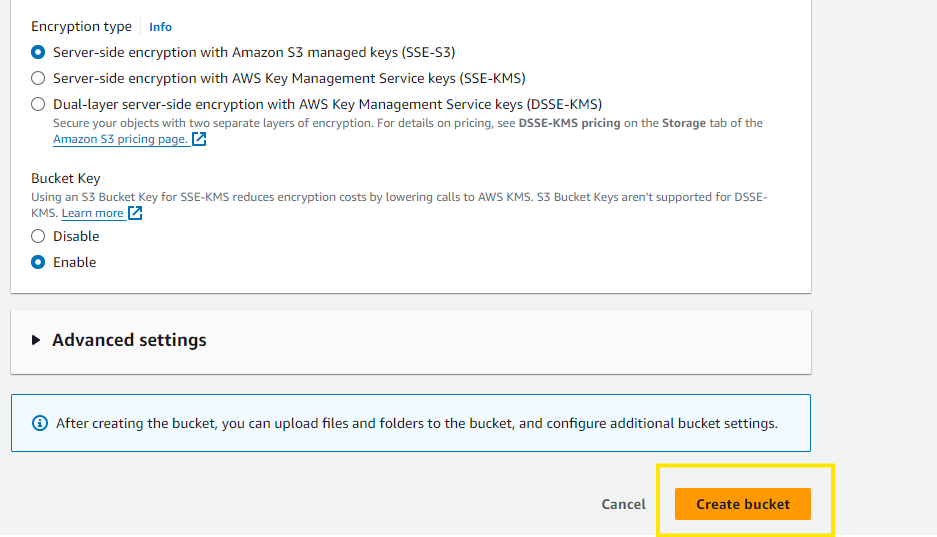 Encryption type Info
Server-side encryption with Amazon S3 managed keys (SSE-S3)
Server-side encryption with AWS Key Management Service keys (SSE-KMS)
Dual-layer server-side encryption with AWS Key Management Service keys (DSSE-KMS)
Secure your objects with two separate layers of encryption. For details on pricing, see DSSE-KMS pricing on the Storage tab of the
Amazon S3 pricing page.
Bucket Key
Using an S3 Bucket Key for SSE-KMS reduces encryption costs by lowering calls to AWS KMS. S3 Bucket Keys aren't supported for DSSE-
KMS. Learn more
Disable
Enable
Advanced settings
After creating the bucket, you can upload files and folders to the bucket, and configure additional bucket settings.
Cancel Create bucket